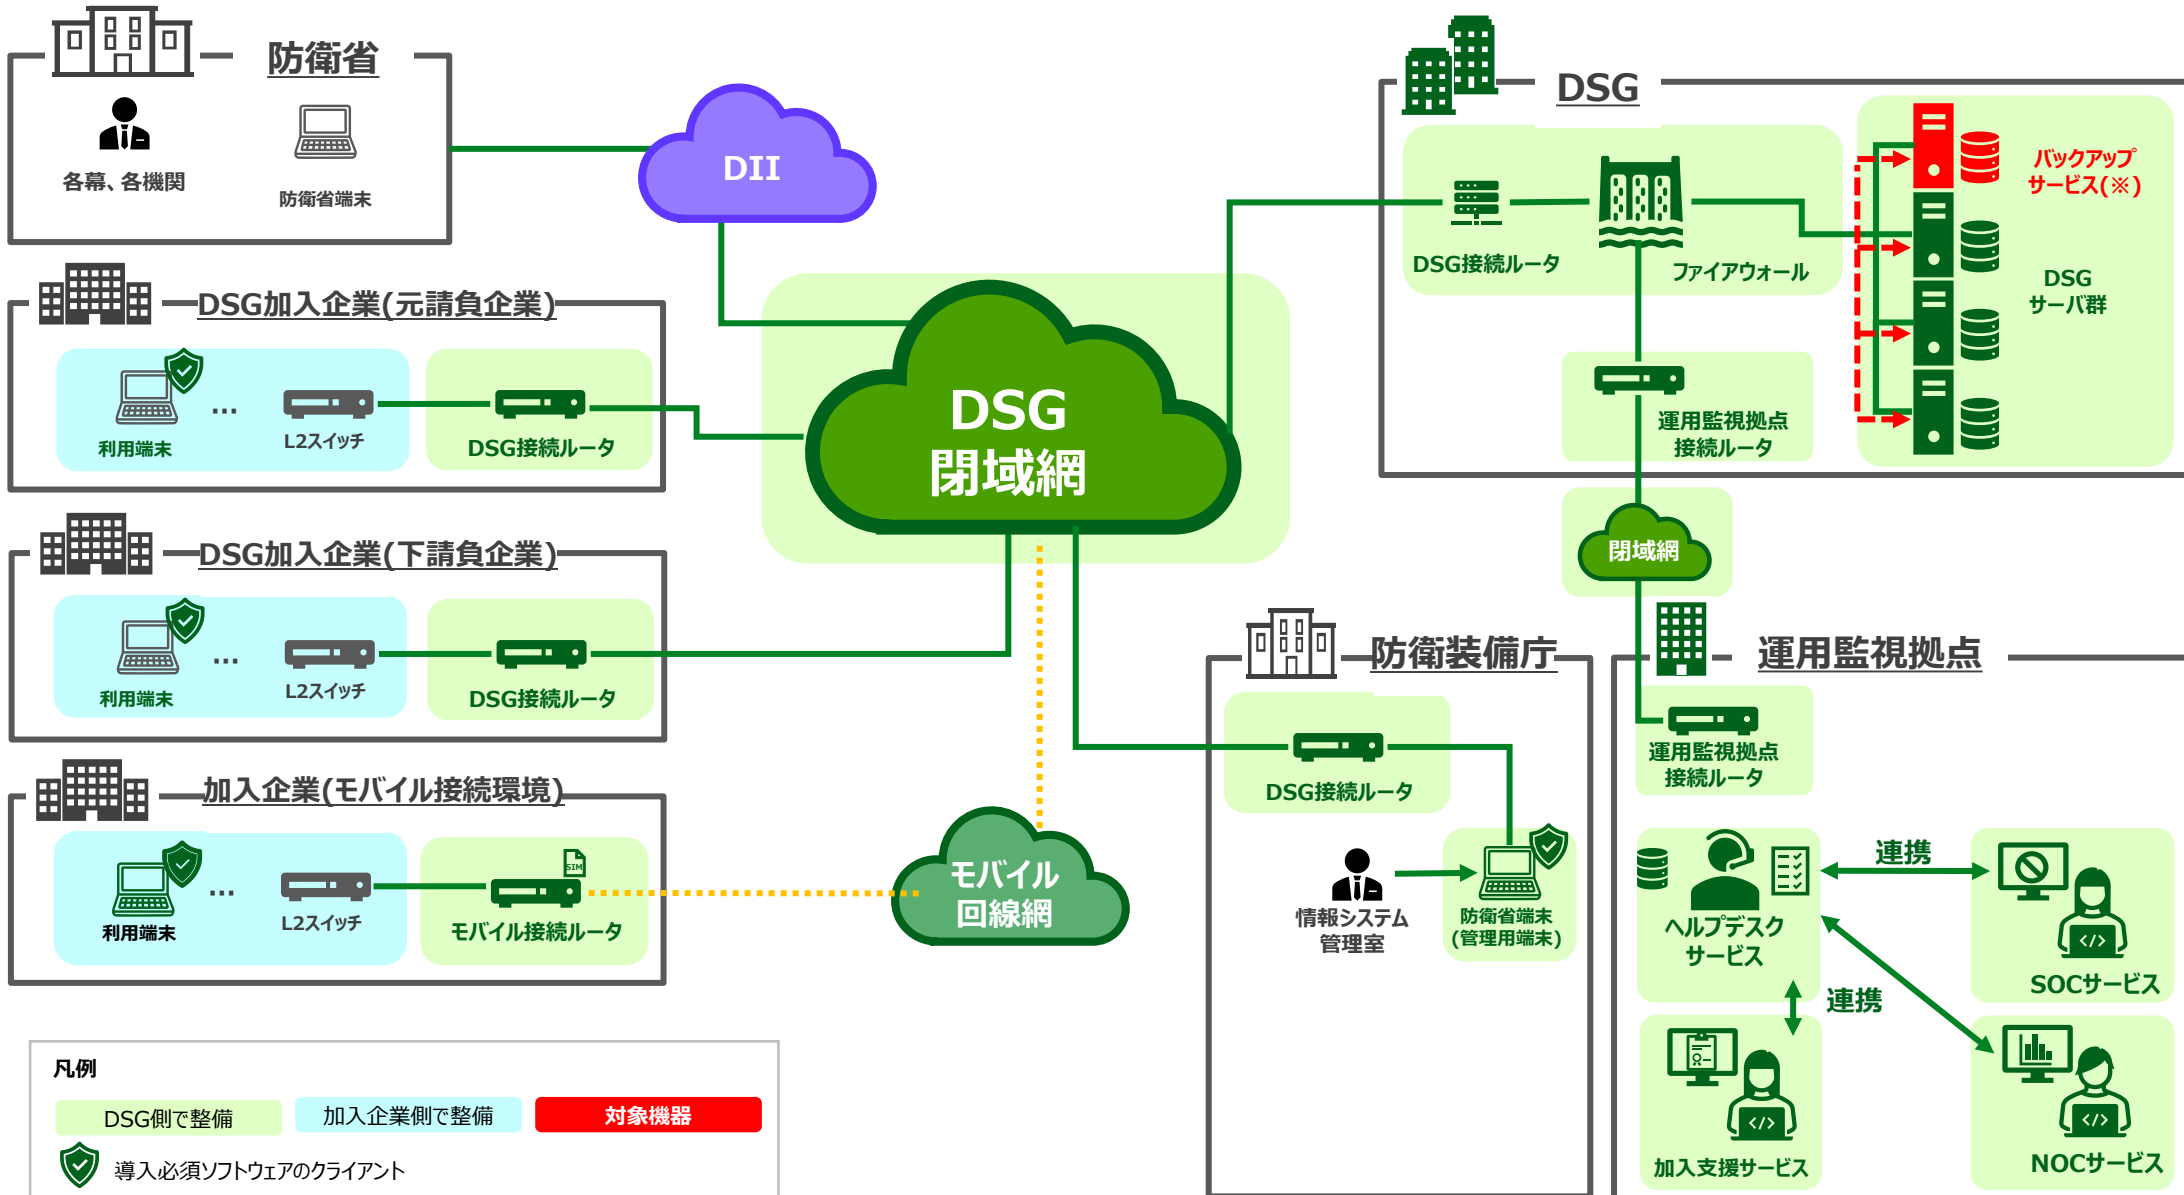 防衛省
各幕、各機関
防衛省端末
DII
DSG加入企業(元請負企業)
利用端末
...
L2スイッチ
DSG接続ルータ
DSG加入企業(下請負企業)
利用端末
...
L2スイッチ
DSG接続ルータ
加入企業(モバイル接続環境)
利用端末
...
L2スイッチ
SIM
モバイル接続ルータ
DSG
閉域網
モバイル
回線網
DSG
DSG接続ルータ
ファイアウォール
バックアップ
サービス(※)
DSG
サーバ群
運用監視拠点
接続ルータ
閉域網
防衛装備庁
DSG接続ルータ
情報システム
管理室
防衛省端末
(管理用端末)
運用監視拠点
運用監視拠点
接続ルータ
ヘルプデスク
サービス
連携
</>
SOCサービス
連携
</>
加入支援サービス
</>
NOCサービス
凡例
DSG側で整備
加入企業側で整備
対象機器
導入必須ソフトウェアのクライアント